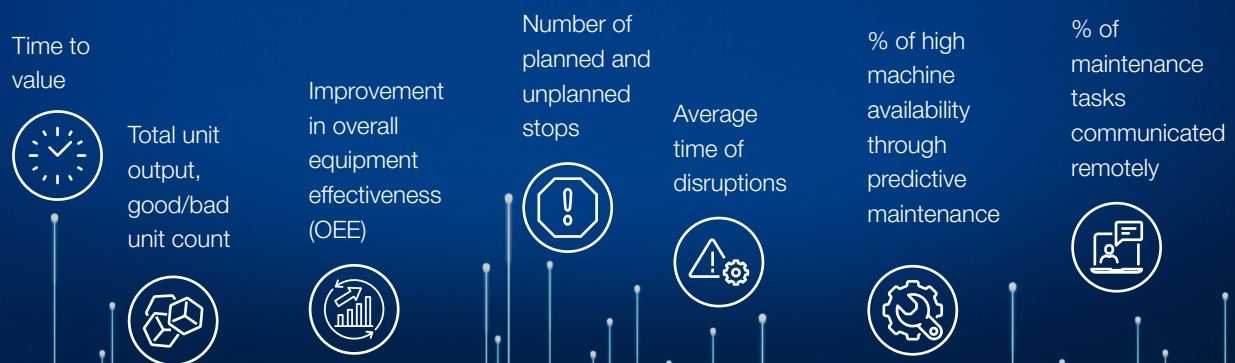 Time to
value
Total unit
output,
good/bad
unit count
Improvement
in overall
equipment
effectiveness
(OEE)
Number of
planned and
unplanned
stops
Average
time of
disruptions
% of high
machine
availability
through
predictive
maintenance
% of
maintenance
tasks
communicated
remotely